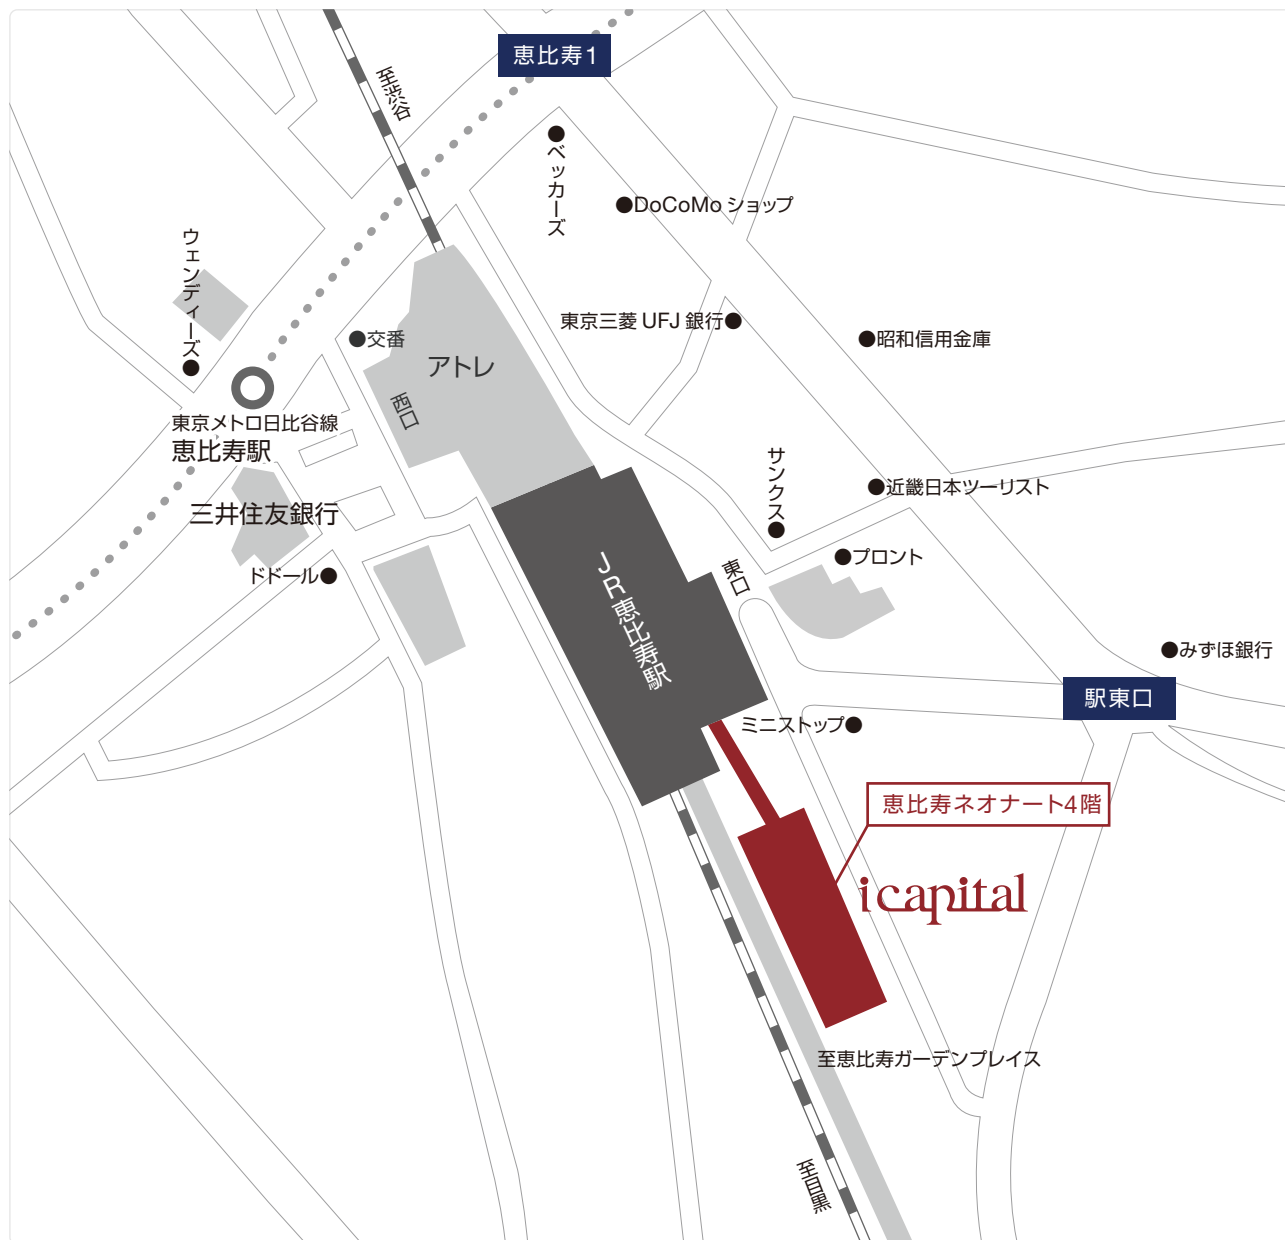 恵比寿1
至渋谷
ベッカーズ
DoCoMo ショップ
ウェンディーズ
東京三菱 UFJ 銀行
昭和信用金庫
交番
アトレ
西口
東京メトロ日比谷線
恵比寿駅
サンクス
近畿日本ツーリスト
三井住友銀行
プロント
東口
ドドール
JR恵比寿駅
みずほ銀行
駅東口
ミニストップ
恵比寿ネオナート4階
icapital
至恵比寿ガーデンプレイス
至目黒